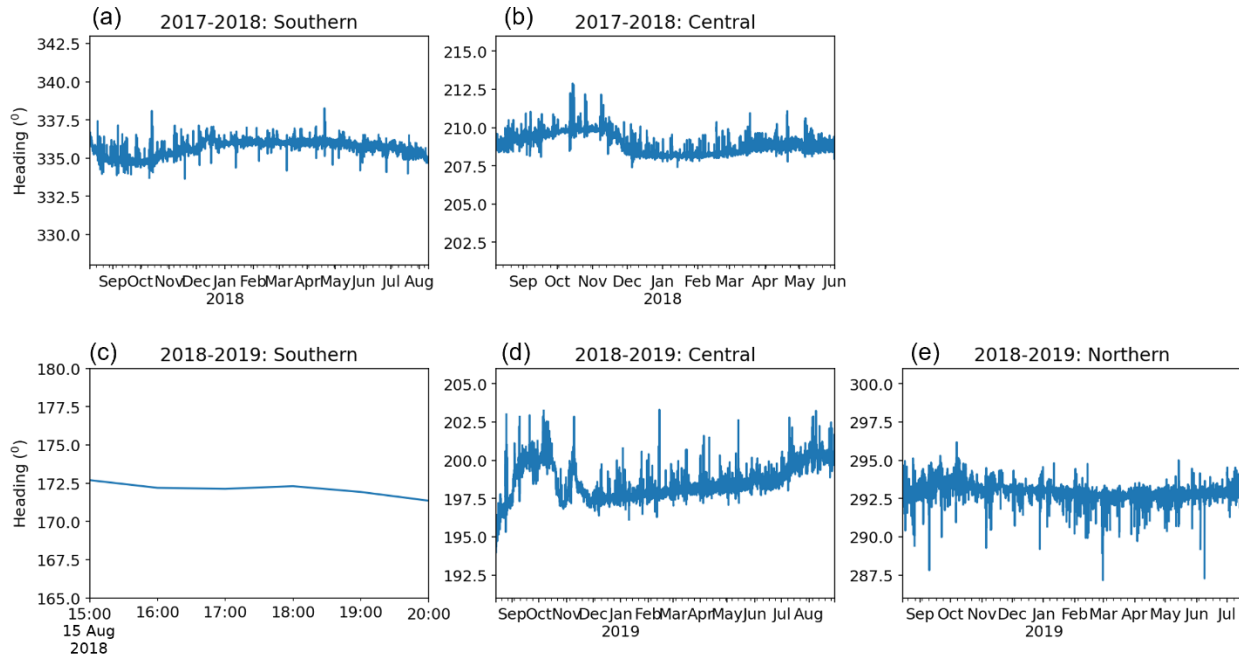 (a) 2017-2018: Southern
342.5
340.0
337.5
335.0
332.5
330.0
Heading (⁰)
Sep Oct Nov Dec Jan Feb Mar Apr May Jun Jul Aug
2018
(b) 2017-2018: Central
215.0
212.5
210.0
207.5
205.0
202.5
Sep Oct Nov Dec Jan Feb Mar Apr May Jun
2018
(c) 2018-2019: Southern
180.0
177.5
175.0
172.5
170.0
167.5
165.0
Heading (⁰)
15:00 16:00 17:00 18:00 19:00 20:00
15 Aug
2018
(d) 2018-2019: Central
205.0
202.5
200.0
197.5
195.0
192.5
Sep Oct Nov Dec Jan Feb Mar Apr May Jun Jul Aug
2019
(e) 2018-2019: Northern
300.0
297.5
295.0
292.5
290.0
287.5
Sep Oct Nov Dec Jan Feb Mar Apr May Jun Jul
2019